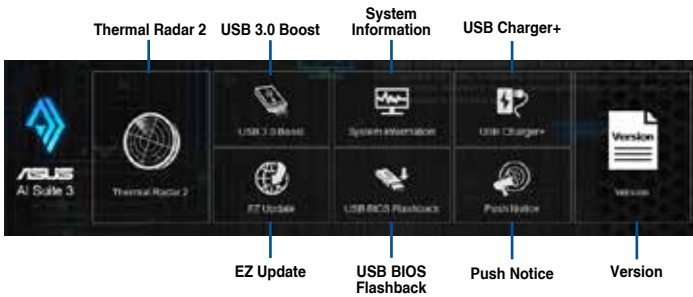 System
Thermal Radar 2 USB 3.0 Boost Information USB Charger+
Version
USB 3.0 Boost System Information USB Charger+
ASUS
AI Suite 3
Thermal Radar 2
Version
EZ Update USB BIOS Flashback Push Notice
EZ Update USB BIOS Push Notice Version
Flashback